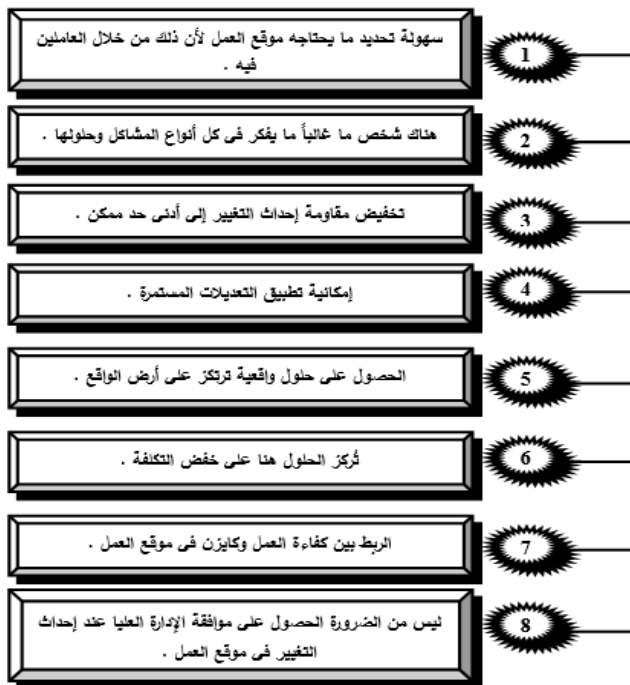 سهولة تحديد ما يحتاجه موقع العمل لأن ذلك من خلال العاملين
فيه .
1
هناك شخص ما غالباً ما يفكر فى كل أنواع المشاكل وحلولها .
2
تخفيض مقاومة إحداث التغيير إلى أدنى حد ممكن .
3
إمكانية تطبيق التعديلات المستمرة .
4
الحصول على حلول واقعية ترتكز على أرض الواقع .
5
تُركز الحلول هنا على خفض التكلفة .
6
الربط بين كفاءة العمل وكايزن فى موقع العمل .
7
ليس من الضرورة الحصول على موافقة الإدارة العليا عند إحداث
التغيير فى موقع العمل .
8